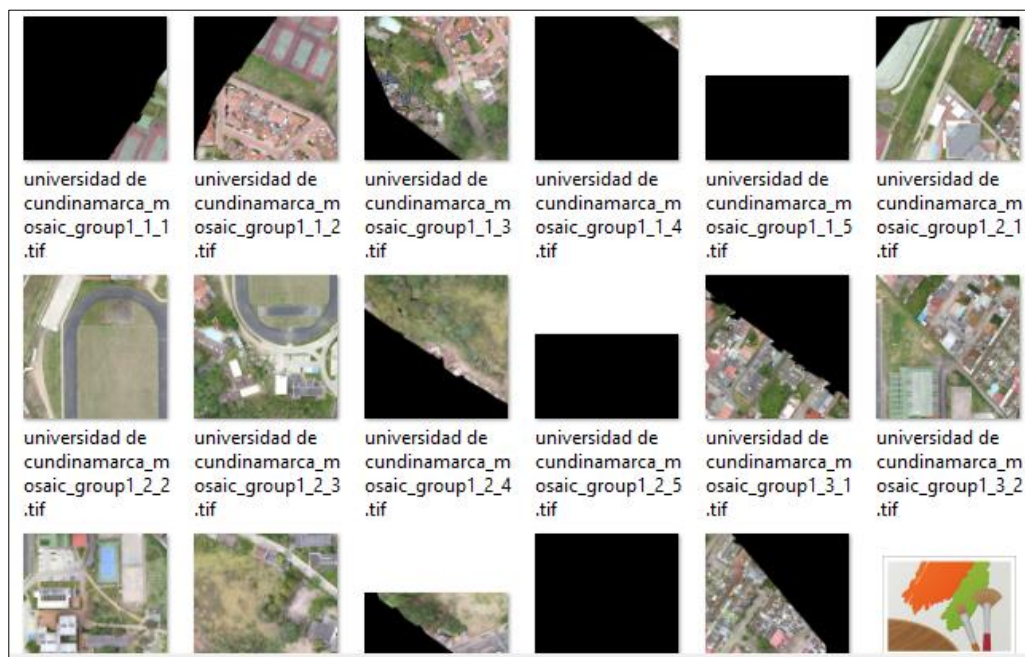 universidad de
cundinamarca_m
osaic_group1_1_1
.tif
universidad de
cundinamarca_m
osaic_group1_1_2
.tif
universidad de
cundinamarca_m
osaic_group1_1_3
.tif
universidad de
cundinamarca_m
osaic_group1_1_4
.tif
universidad de
cundinamarca_m
osaic_group1_1_5
.tif
universidad de
cundinamarca_m
osaic_group1_2_1
.tif
universidad de
cundinamarca_m
osaic_group1_2_2
.tif
universidad de
cundinamarca_m
osaic_group1_2_3
.tif
universidad de
cundinamarca_m
osaic_group1_2_4
.tif
universidad de
cundinamarca_m
osaic_group1_2_5
.tif
universidad de
cundinamarca_m
osaic_group1_3_1
.tif
universidad de
cundinamarca_m
osaic_group1_3_2
.tif